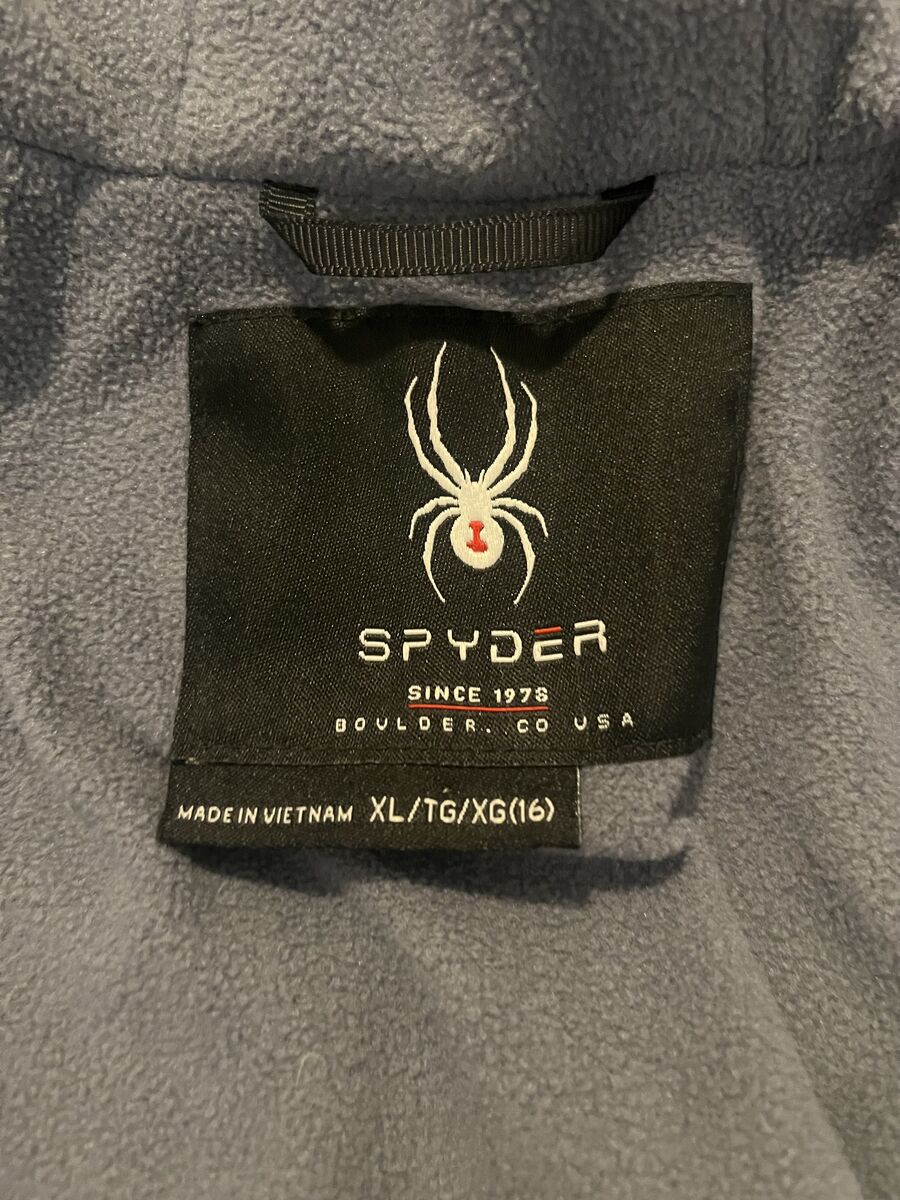 SPYDER
SINCE 1978
BOULDER, CO USA
MADE IN VIETNAM XL/TG/XG(16)